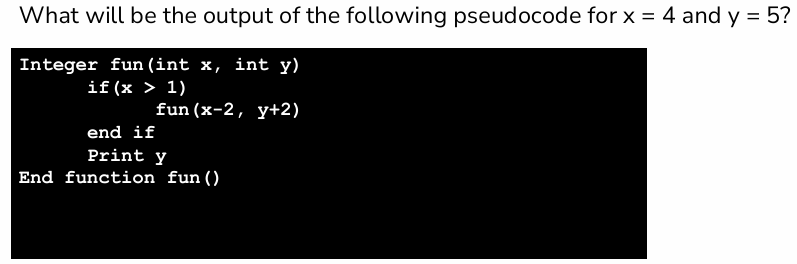 What will be the output of the following pseudocode for x = 4 and y = 5?
Integer fun(int x, int y)
if(x > 1)
fun(x-2, y+2)
end if
Print y
End function fun()